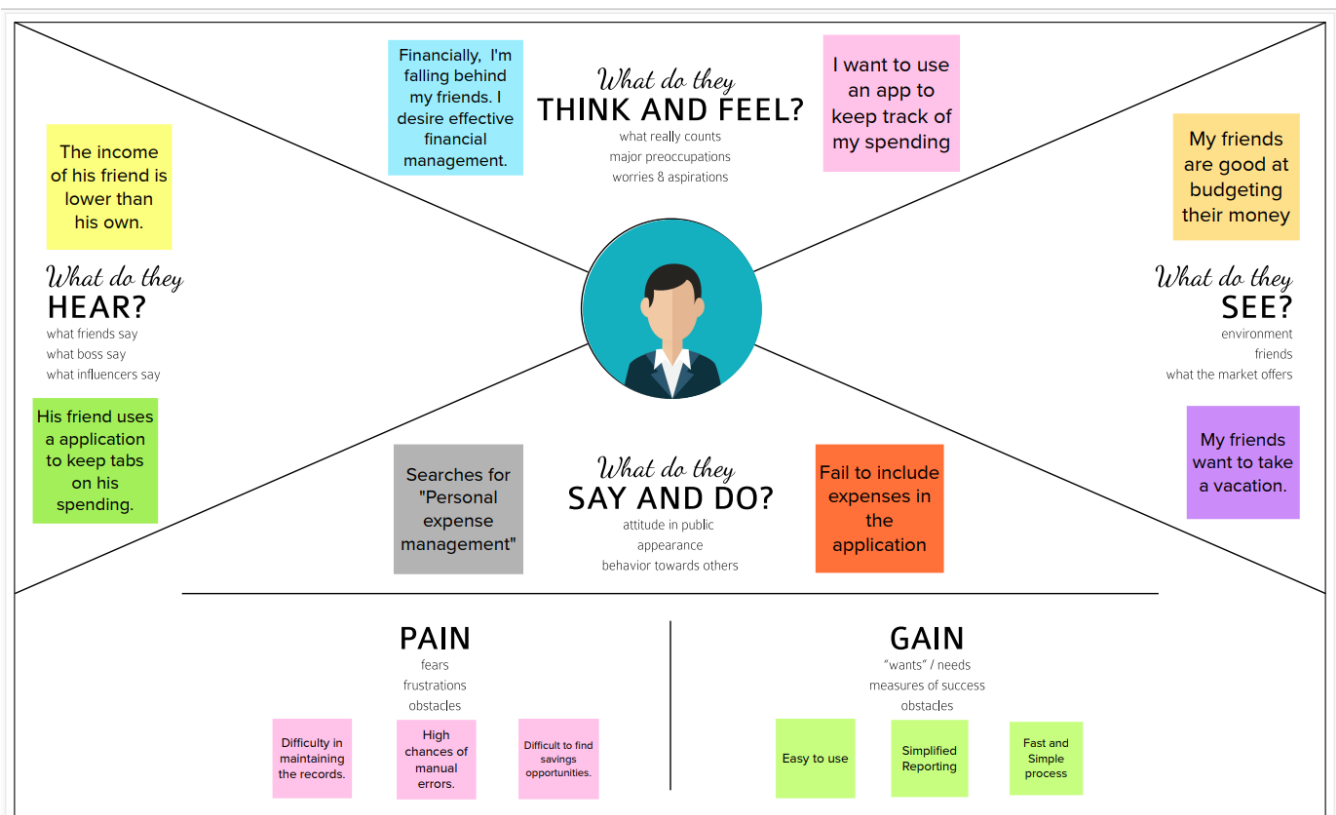 Financially, I'm
falling behind
my friends. I
desire effective
financial
management.
What do they
THINK AND FEEL?
what really counts
major preoccupations
worries & aspirations
I want to use
an app to
keep track of
my spending
The income
of his friend is
lower than
his own.
What do they
HEAR?
what friends say
what boss say
what influencers say
His friend uses
a application
to keep tabs
on his
spending.
My friends
are good at
budgeting
their money
What do they
SEE?
environment
friends
what the market offers
My friends
want to take
a vacation.
Searches for
"Personal
expense
management"
What do they
SAY AND DO?
attitude in public
appearance
behavior towards others
Fail to include
expenses in
the
application
PAIN
fears
frustrations
obstacles
Difficulty in
maintaining
the records.
High
chances of
manual
errors.
Difficult to find
savings
opportunities.
GAIN
"wants" / needs
measures of success
obstacles
Easy to use
Simplified
Reporting
Fast and
Simple
process